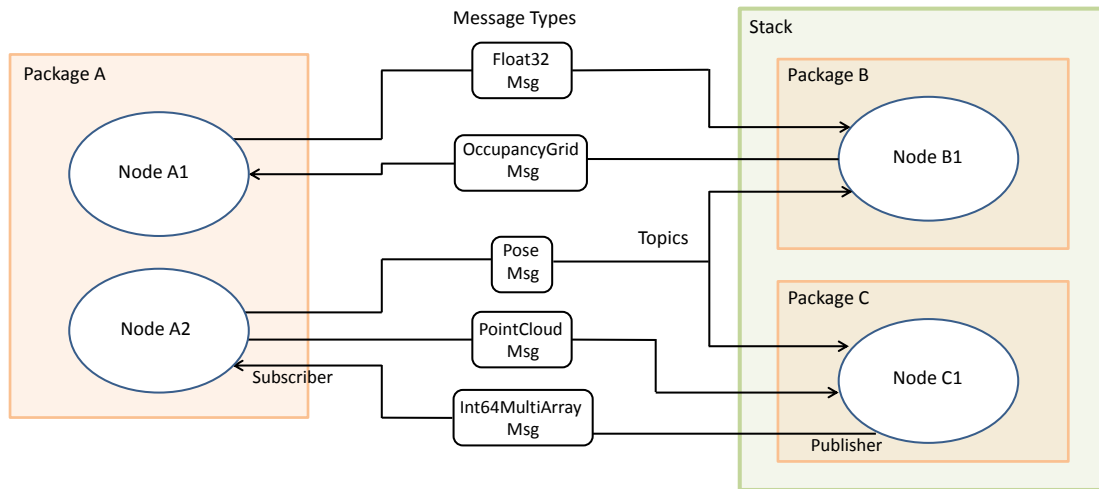 Message Types
Stack
Package A
Float32
Msg
Package B
Node A1
OccupancyGrid
Msg
Node B1
Topics
Pose
Msg
Package C
Node A2
PointCloud
Msg
Node C1
Subscriber
Int64MultiArray
Msg
Publisher